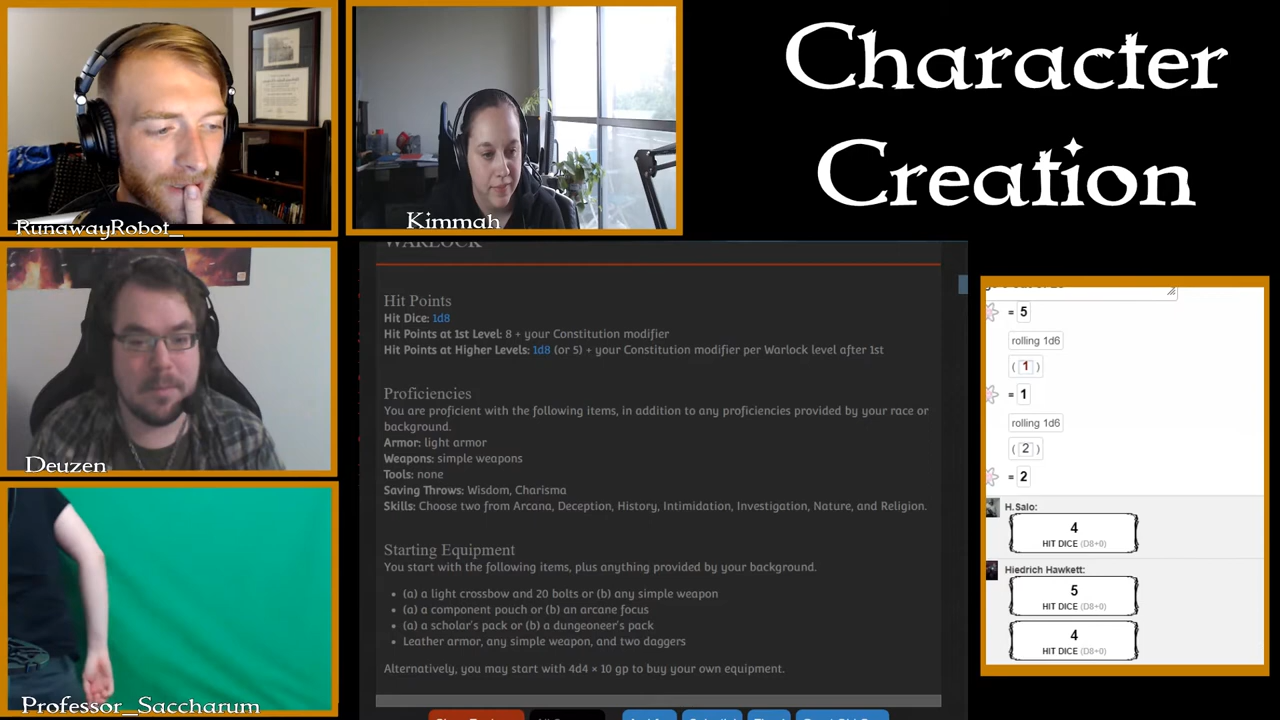 Character
Creation
RunawayRobot_
Kimmah
Deuzen
Professor_Saccharum
WARLOCK
Hit Points
Hit Dice: 1d8
Hit Points at 1st Level: 8 + your Constitution modifier
Hit Points at Higher Levels: 1d8 (or 5) + your Constitution modifier per Warlock level after 1st
Proficiencies
You are proficient with the following items, in addition to any proficiencies provided by your race or
background.
Armor: light armor
Weapons: simple weapons
Tools: none
Saving Throws: Wisdom, Charisma
Skills: Choose two from Arcana, Deception, History, Intimidation, Investigation, Nature, and Religion.
Starting Equipment
You start with the following items, plus anything provided by your background.
• (a) a light crossbow and 20 bolts or (b) any simple weapon
• (a) a component pouch or (b) an arcane focus
• (a) a scholar's pack or (b) a dungeoneer's pack
• Leather armor, any simple weapon, and two daggers
Alternatively, you may start with 4d4 × 10 gp to buy your own equipment.
= 5
rolling 1d6
( 1 )
= 1
rolling 1d6
( 2 )
= 2
H.Salo:
4
HIT DICE (D8+0)
Hiedrich Hawkett:
5
HIT DICE (D8+0)
4
HIT DICE (D8+0)